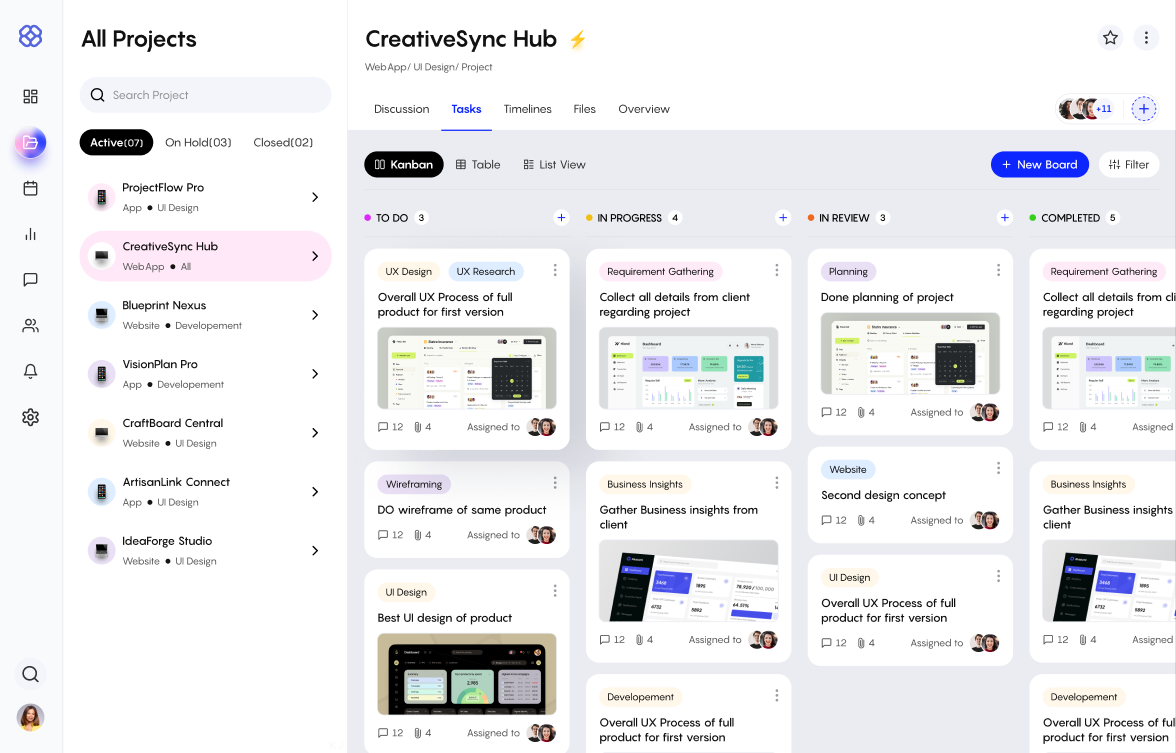 All Projects
Search Project
Active(07) On Hold(03) Closed(02)
ProjectFlow Pro
App • UI Design
CreativeSync Hub
WebApp • All
Blueprint Nexus
Website • Developement
VisionPlan Pro
App • Developement
CraftBoard Central
Website • UI Design
ArtisanLink Connect
App • UI Design
IdeaForge Studio
Website • UI Design
CreativeSync Hub ⚡
WebApp/ UI Design/ Project
Discussion Tasks Timelines Files Overview
+11
Kanban Table List View
+ New Board Filter
TO DO 3
UX Design UX Research
Overall UX Process of full
product for first version
12 4 Assigned to
Wireframing
DO wireframe of same product
12 4 Assigned to
UI Design
Best UI design of product
12 4 Assigned to
IN PROGRESS 4
Requirement Gathering
Collect all details from client
regarding project
Dashboard
12 4 Assigned to
Business Insights
Gather Business insights from
client
12 4 Assigned to
Developement
Overall UX Process of full
product for first version
IN REVIEW 3
Planning
Done planning of project
12 4 Assigned to
Website
Second design concept
12 4 Assigned to
UI Design
Overall UX Process of full
product for first version
12 4 Assigned to
COMPLETED 5
Requirement Gathering
Collect all details from cli
regarding project
Dashboard
12 4 Assigned
Business Insights
Gather Business insights
client
12 4 Assigned
Developement
Overall UX Process of ful
product for first version